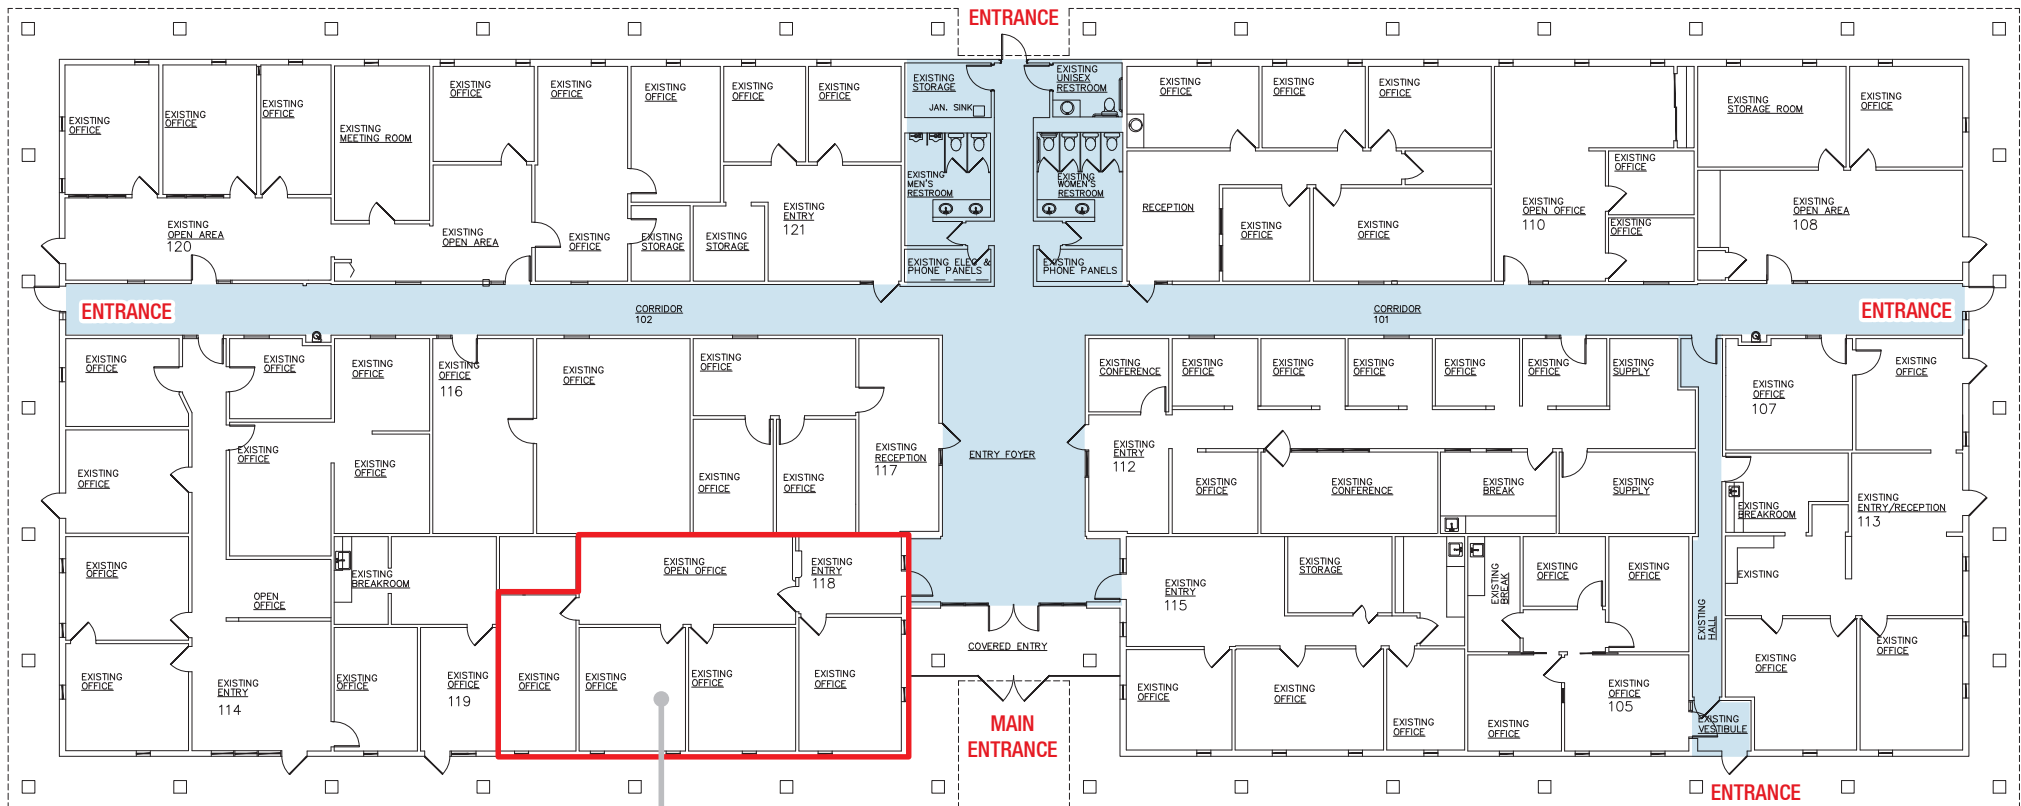 ENTRANCE
EXISTING
OFFICE
EXISTING
OFFICE
EXISTING
OFFICE
EXISTING
MEETING ROOM
EXISTING
OFFICE
EXISTING
OFFICE
EXISTING
OFFICE
EXISTING
OFFICE
EXISTING
OFFICE
EXISTING
STORAGE
JAN. SINK
EXISTING
UNISEX
RESTROOM
EXISTING
OFFICE
EXISTING
OFFICE
EXISTING
OFFICE
EXISTING
STORAGE ROOM
EXISTING
OFFICE
EXISTING
OPEN AREA
120
EXISTING
OPEN AREA
EXISTING
OFFICE
EXISTING
STORAGE
EXISTING
STORAGE
EXISTING
ENTRY
121
EXISTING
MEN'S
RESTROOM
EXISTING
WOMEN'S
RESTROOM
EXISTING ELEC &
PHONE PANELS
EXISTING
PHONE PANELS
RECEPTION
EXISTING
OFFICE
EXISTING
OFFICE
EXISTING
OPEN OFFICE
110
EXISTING
OFFICE
EXISTING
OFFICE
EXISTING
OPEN AREA
108
ENTRANCE
CORRIDOR
102
CORRIDOR
101
ENTRANCE
EXISTING
OFFICE
EXISTING
OFFICE
EXISTING
OFFICE
EXISTING
OFFICE
116
EXISTING
OFFICE
EXISTING
OFFICE
EXISTING
CONFERENCE
EXISTING
OFFICE
EXISTING
OFFICE
EXISTING
OFFICE
EXISTING
OFFICE
EXISTING
OFFICE
EXISTING
SUPPLY
EXISTING
OFFICE
107
EXISTING
OFFICE
EXISTING
OFFICE
EXISTING
OFFICE
EXISTING
OFFICE
EXISTING
OFFICE
EXISTING
OFFICE
EXISTING
RECEPTION
117
ENTRY FOYER
EXISTING
ENTRY
112
EXISTING
OFFICE
EXISTING
CONFERENCE
EXISTING
BREAK
EXISTING
SUPPLY
EXISTING
BREAKROOM
EXISTING
ENTRY/RECEPTION
113
EXISTING
OFFICE
OPEN
OFFICE
EXISTING
BREAKROOM
EXISTING
OPEN OFFICE
EXISTING
ENTRY
118
EXISTING
ENTRY
115
EXISTING
STORAGE
EXISTING
BREAK
EXISTING
OFFICE
EXISTING
OFFICE
EXISTING
HALL
EXISTING
EXISTING
OFFICE
EXISTING
ENTRY
114
EXISTING
OFFICE
EXISTING
OFFICE
119
EXISTING
OFFICE
EXISTING
OFFICE
EXISTING
OFFICE
EXISTING
OFFICE
COVERED ENTRY
EXISTING
OFFICE
EXISTING
OFFICE
EXISTING
OFFICE
EXISTING
OFFICE
EXISTING
OFFICE
105
EXISTING
VESTIBULE
EXISTING
OFFICE
EXISTING
OFFICE
MAIN
ENTRANCE
ENTRANCE